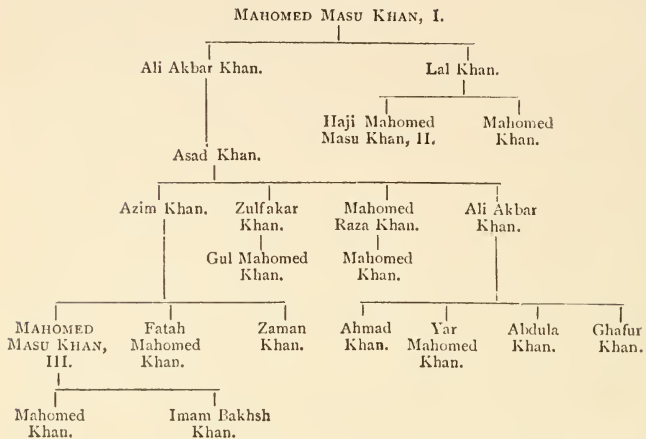 MAHOMED MASU KHAN, I.
Ali Akbar Khan. Lal Khan.
Haji Mahomed Mahomed
Masu Khan, II. Khan.
Asad Khan.
Azim Khan. Zulfakar Mahomed Ali Akbar
Khan. Raza Khan. Khan.
Gul Mahomed Mahomed
Khan. Khan.
MAHOMED Fatah Zaman Ahmad Yar Abdula Ghafur
MASU KHAN, Mahomed Khan. Khan. Mahomed Khan. Khan.
III. Khan. Khan.
Mahomed Imam Bakhsh
Khan. Khan.